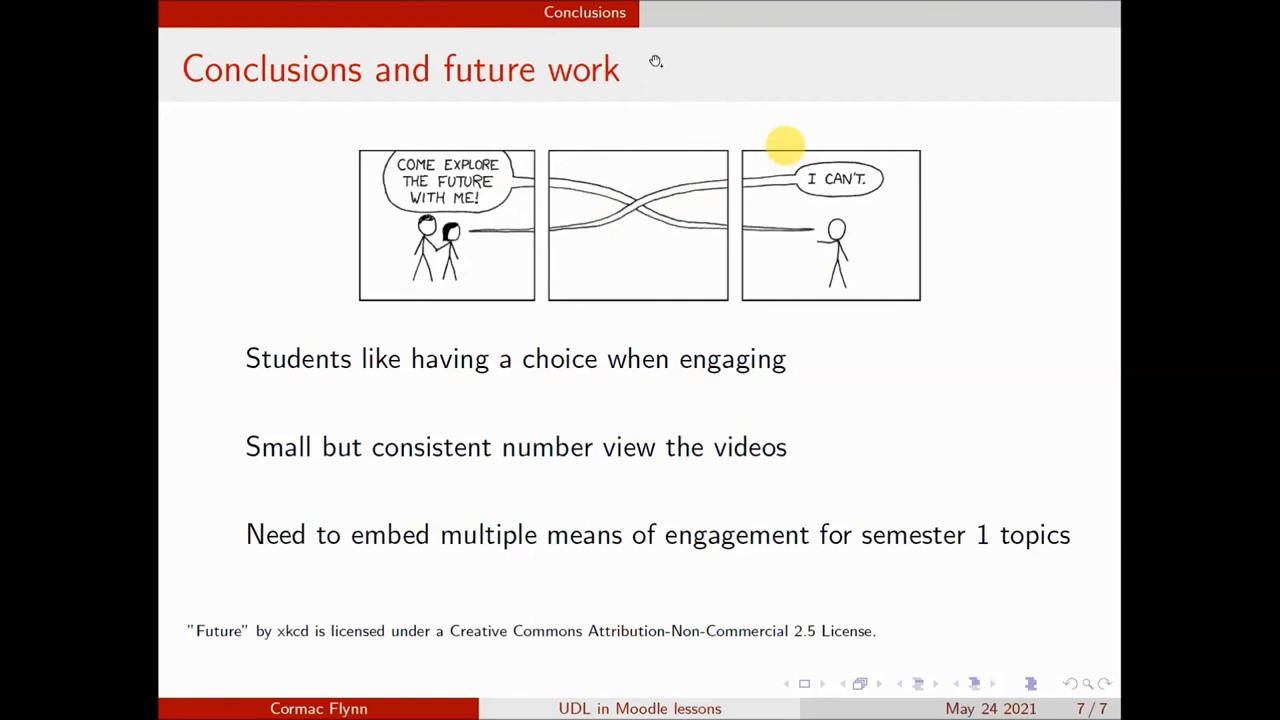 Conclusions
Conclusions and future work
COME EXPLORE
THE FUTURE
WITH ME!
I CAN'T.
Students like having a choice when engaging
Small but consistent number view the videos
Need to embed multiple means of engagement for semester 1 topics
"Future" by xkcd is licensed under a Creative Commons Attribution-Non-Commercial 2.5 License.
Cormac Flynn UDL in Moodle lessons May 24 2021 7 / 7